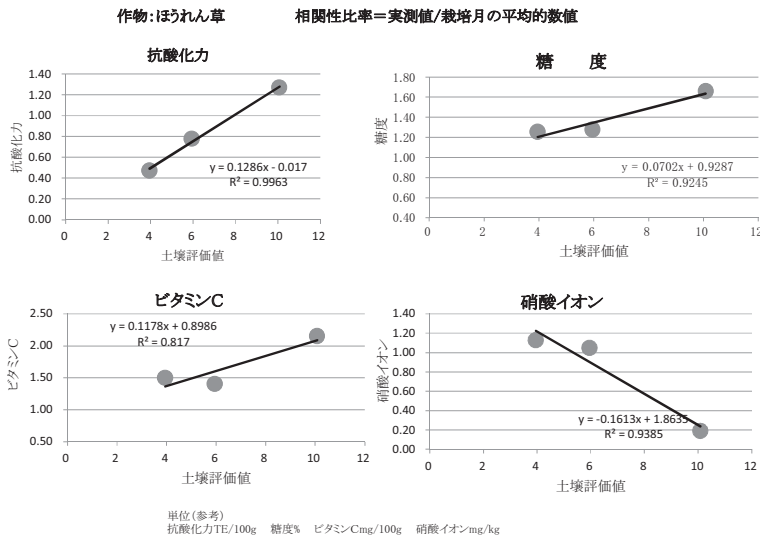 作物：ほうれん草　相関性比率＝実測値/栽培月の平均的数値
抗酸化力
1.40
1.20
1.00
0.80
0.60
0.40
0.20
0.00
抗酸化力
y = 0.1286x - 0.017
R² = 0.9963
0 2 4 6 8 10 12
土壌評価値
糖　度
1.80
1.60
1.40
1.20
1.00
0.80
0.60
0.40
糖度
y = 0.0702x + 0.9287
R² = 0.9245
0 2 4 6 8 10 12
土壌評価値
ビタミンC
2.50
2.00
1.50
1.00
0.50
ビタミンC
y = 0.1178x + 0.8986
R² = 0.817
0 2 4 6 8 10 12
土壌評価値
硝酸イオン
1.40
1.20
1.00
0.80
0.60
0.40
0.20
0.00
硝酸イオン
y = -0.1613x + 1.8635
R² = 0.9385
0 2 4 6 8 10 12
土壌評価値
単位（参考）
抗酸化力TE/100g　糖度%　ビタミンCmg/100g　硝酸イオンmg/kg